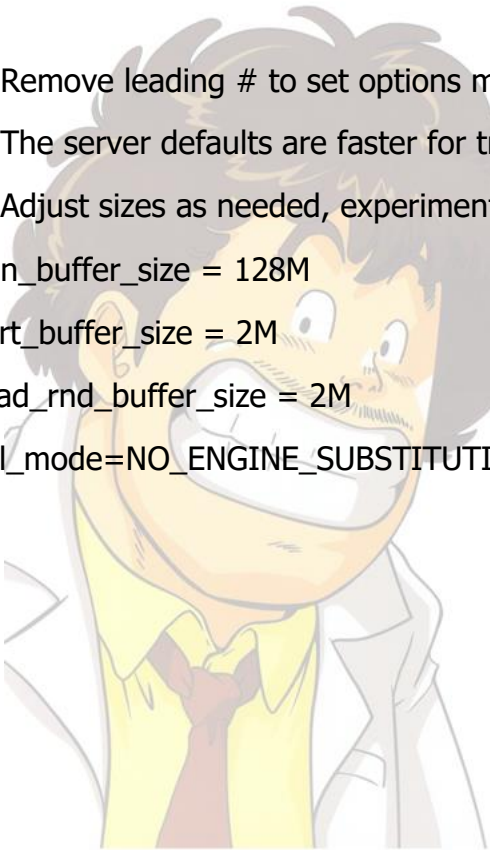 Remove leading # to set options m
The server defaults are faster for tr
Adjust sizes as needed, experiment
n_buffer_size = 128M
rt_buffer_size = 2M
ad_rnd_buffer_size = 2M
l_mode=NO_ENGINE_SUBSTITUTI